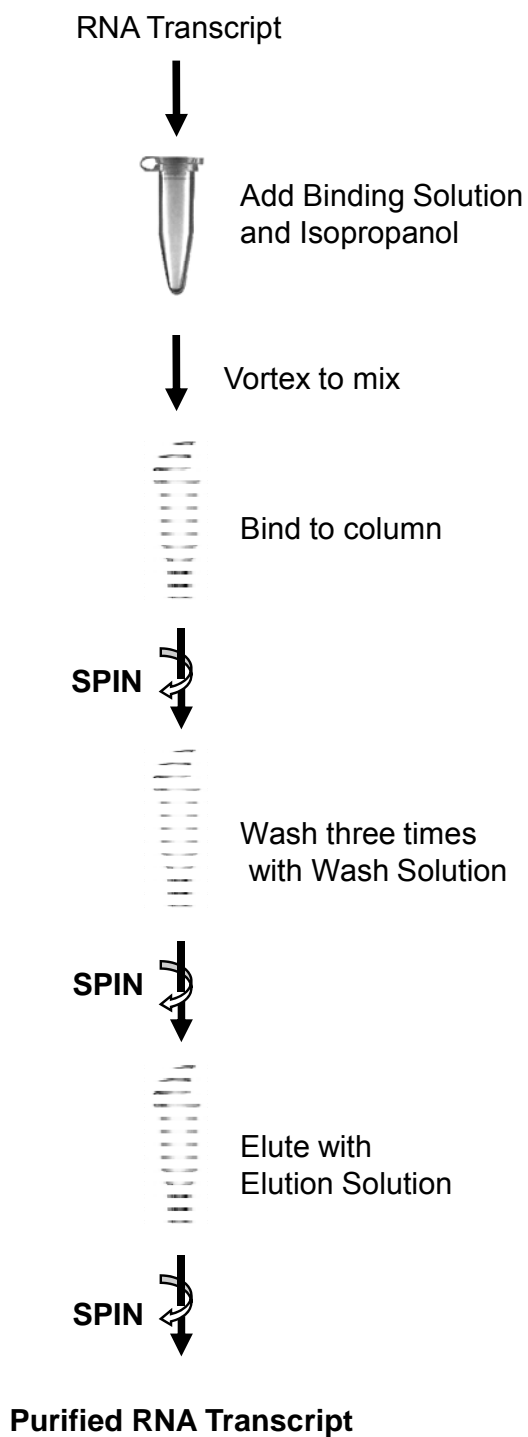 RNA Transcript
Add Binding Solution
and Isopropanol
Vortex to mix
Bind to column
SPIN
Wash three times
with Wash Solution
SPIN
Elute with
Elution Solution
SPIN
Purified RNA Transcript